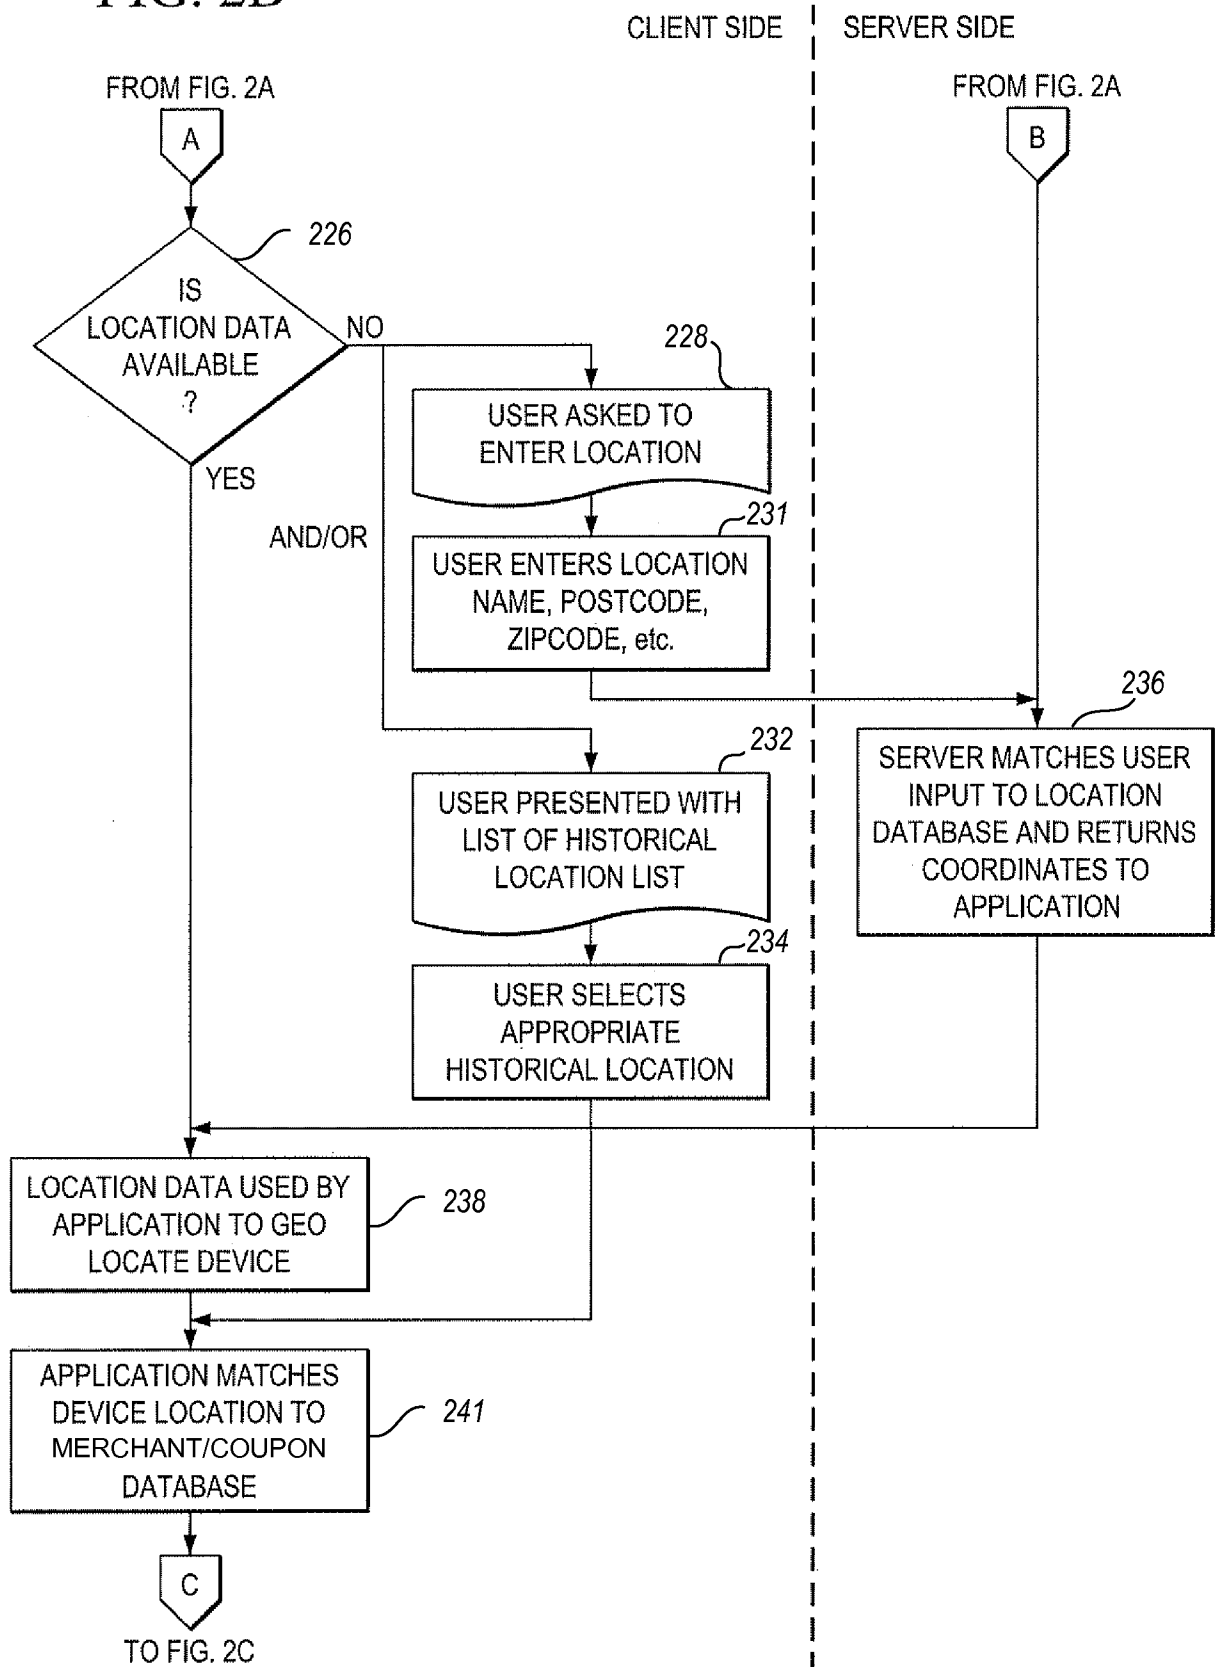 FIG. 2B
CLIENT SIDE
SERVER SIDE
FROM FIG. 2A
A
FROM FIG. 2A
B
226
IS
LOCATION DATA
AVAILABLE
?
NO
YES
AND/OR
228
USER ASKED TO
ENTER LOCATION
231
USER ENTERS LOCATION
NAME, POSTCODE,
ZIPCODE, etc.
232
USER PRESENTED WITH
LIST OF HISTORICAL
LOCATION LIST
234
USER SELECTS
APPROPRIATE
HISTORICAL LOCATION
236
SERVER MATCHES USER
INPUT TO LOCATION
DATABASE AND RETURNS
COORDINATES TO
APPLICATION
LOCATION DATA USED BY
APPLICATION TO GEO
LOCATE DEVICE
238
APPLICATION MATCHES
DEVICE LOCATION TO
MERCHANT/COUPON
DATABASE
241
C
TO FIG. 2C